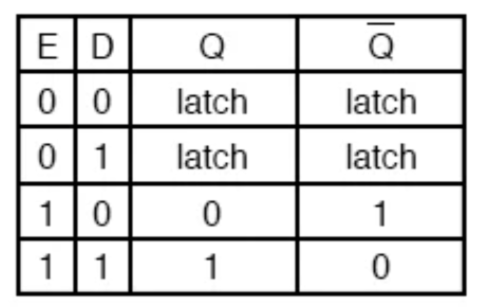 E D Q Q̅
0 0 latch latch
0 1 latch latch
1 0 0 1
1 1 1 0